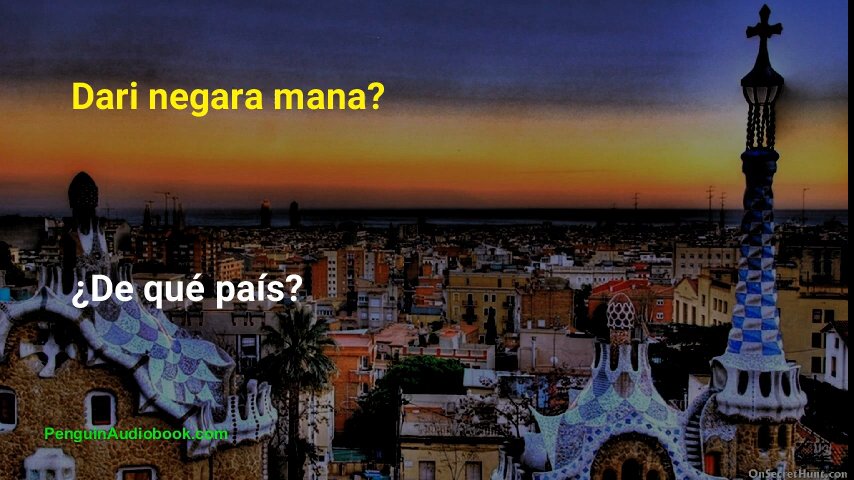 Dari negara mana?
¿De qué país?
PenguinAudiobook.com
OnSecretHunt.com